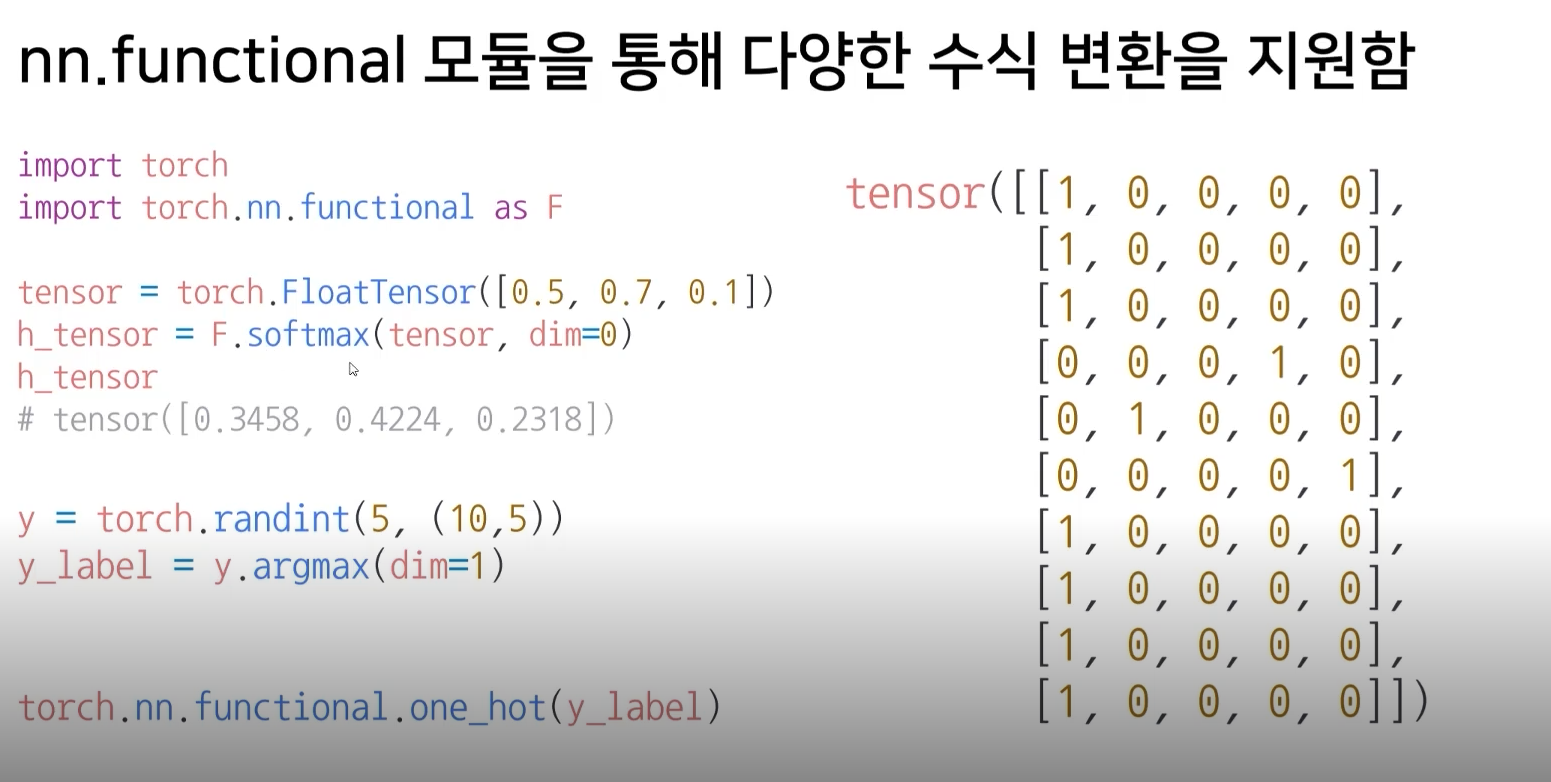 nn.functional 모듈을 통해 다양한 수식 변환을 지원함
import torch
import torch.nn.functional as F
tensor = torch.FloatTensor([0.5, 0.7, 0.1])
h_tensor = F.softmax(tensor, dim=0)
h_tensor
# tensor([0.3458, 0.4224, 0.2318])
y = torch.randint(5, (10,5))
y_label = y.argmax(dim=1)
torch.nn.functional.one_hot(y_label)
tensor([[1, 0, 0, 0, 0],
[1, 0, 0, 0, 0],
[1, 0, 0, 0, 0],
[0, 0, 0, 1, 0],
[0, 1, 0, 0, 0],
[0, 0, 0, 0, 1],
[1, 0, 0, 0, 0],
[1, 0, 0, 0, 0],
[1, 0, 0, 0, 0],
[1, 0, 0, 0, 0]])